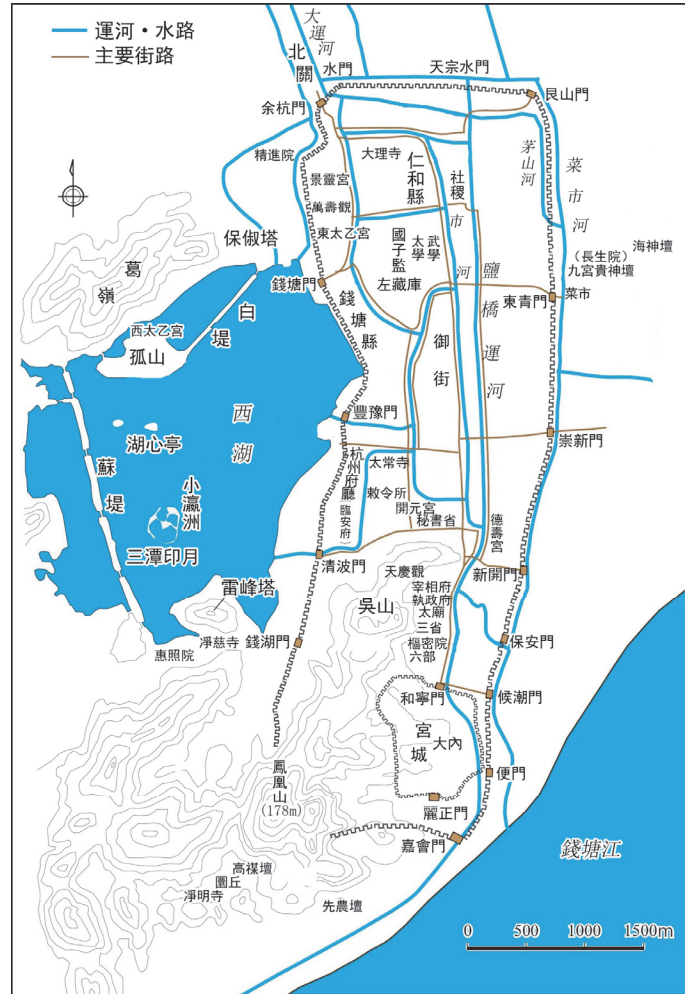 運河・水路
主要街路
大運河
北關
水門
天宗水門
余杭門
艮山門
精進院
大理寺
仁和縣
社稷
茅山河
菜市河
景靈宮
萬壽觀
東太乙宮
保俶塔
國子監
太學
武學
市河
鹽橋運河
海神壇
(長生院)
九宮貴神壇
葛嶺
錢塘門
左藏庫
菜市
東青門
錢塘縣
西太乙宮
白堤
孤山
御街
西湖
豐豫門
湖心亭
崇新門
蘇堤
小瀛洲
杭州府廳
(臨安府)
太常寺
敕令所
開元宮
秘書省
德壽宮
三潭印月
清波門
天慶觀
新開門
雷峰塔
吳山
宰相府
執政府
太廟
三省
樞密院
六部
淨慈寺
錢湖門
保安門
惠照院
和寧門
候潮門
宮城
大內
鳳凰山
(178m)
便門
麗正門
嘉會門
錢塘江
高禖壇
圜丘
淨明寺
先農壇
0 500 1000 1500m